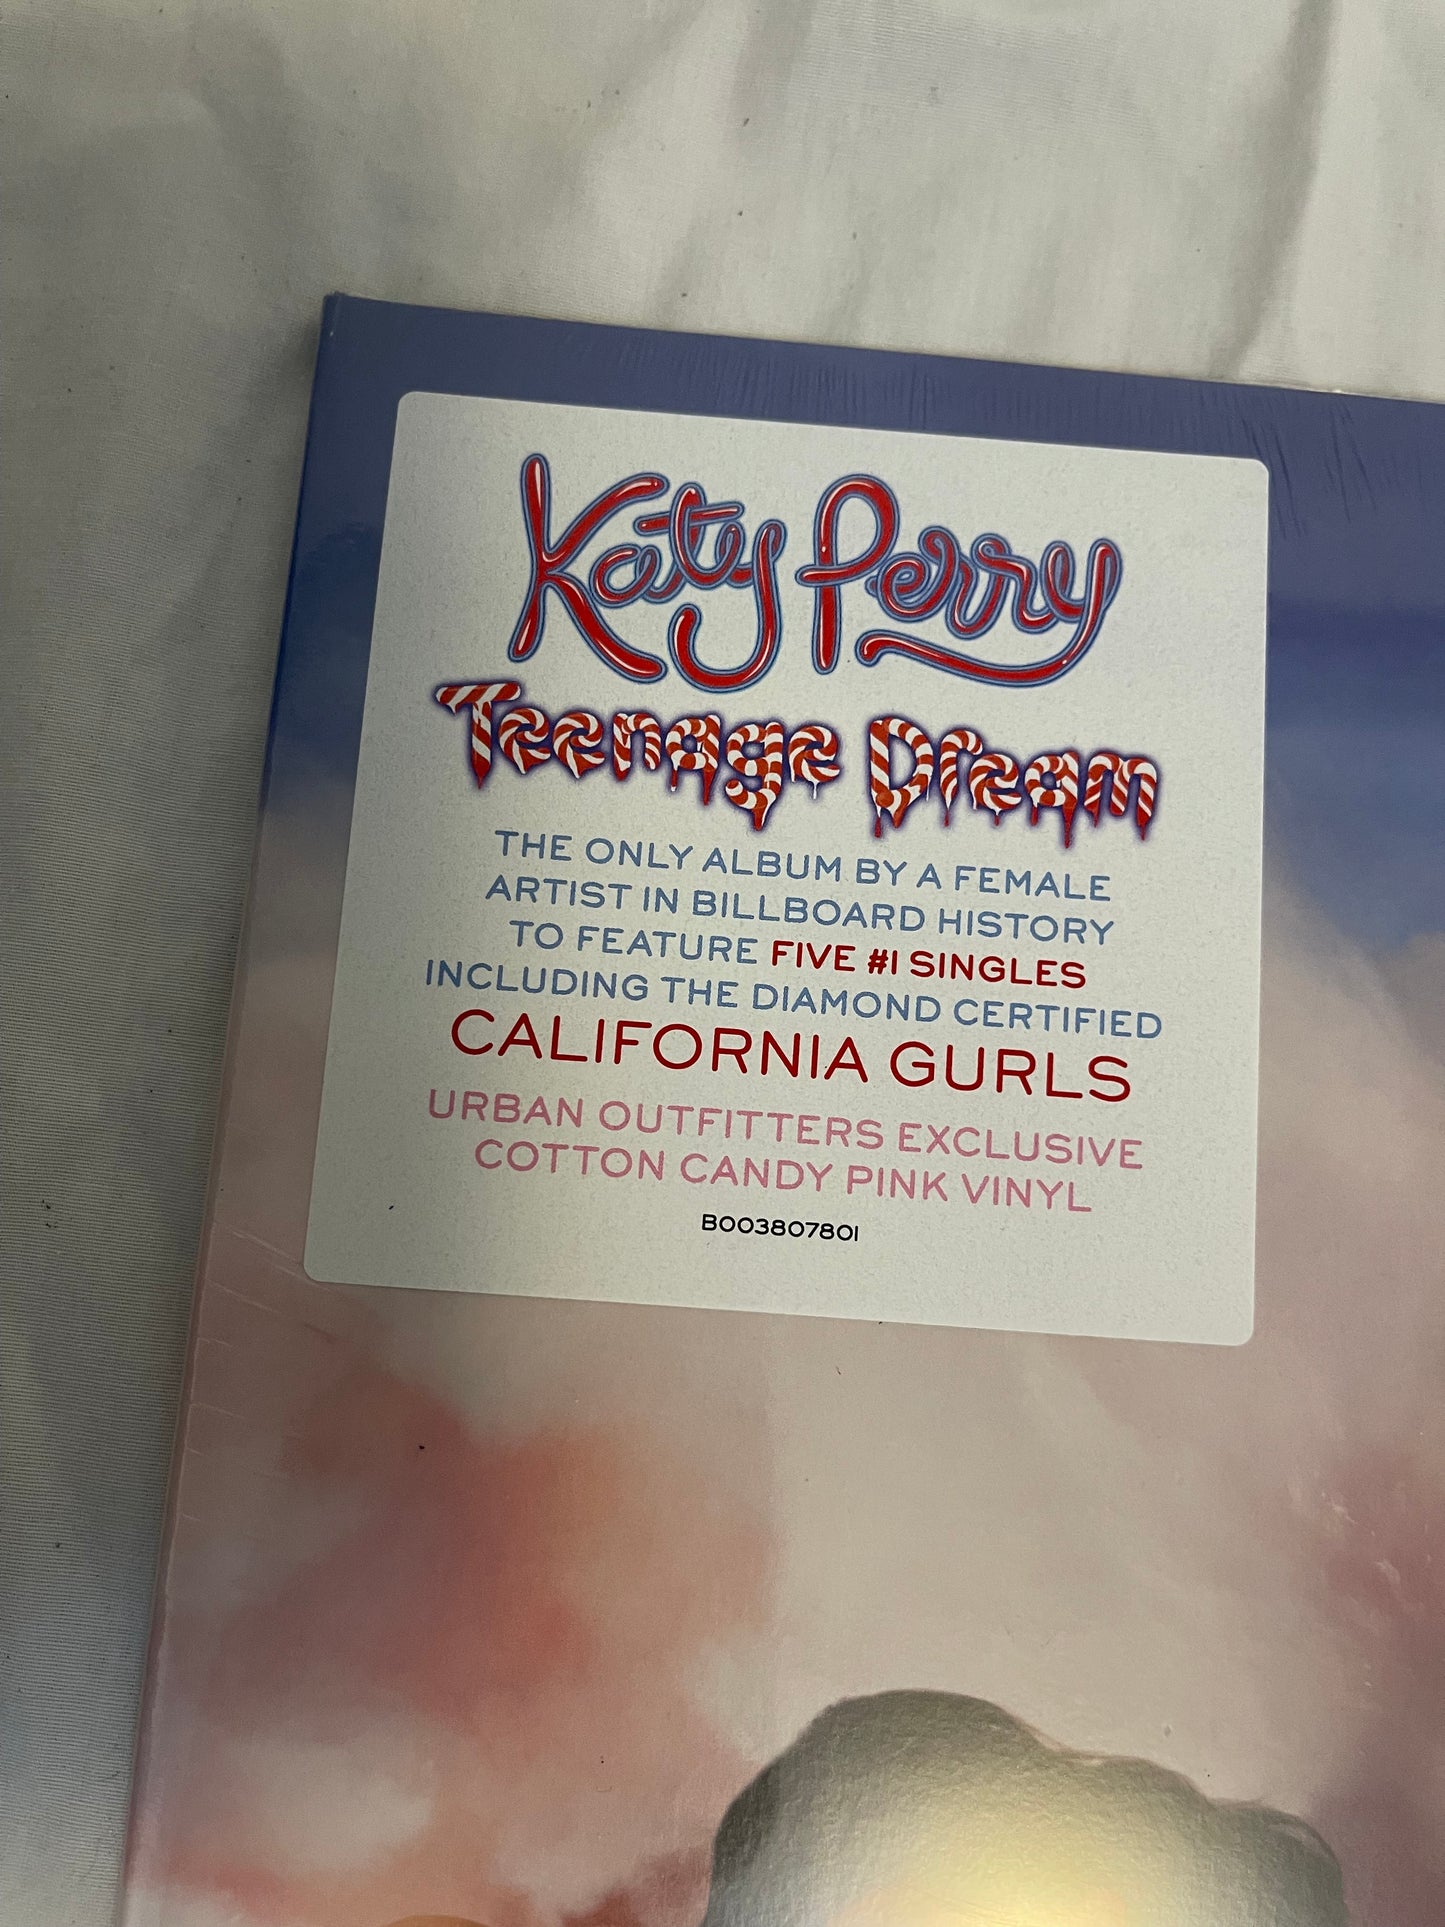 Katy Perry
Teenage Dream
THE ONLY ALBUM BY A FEMALE
ARTIST IN BILLBOARD HISTORY
TO FEATURE FIVE #1 SINGLES
INCLUDING THE DIAMOND CERTIFIED
CALIFORNIA GURLS
URBAN OUTFITTERS EXCLUSIVE
COTTON CANDY PINK VINYL
B003807801